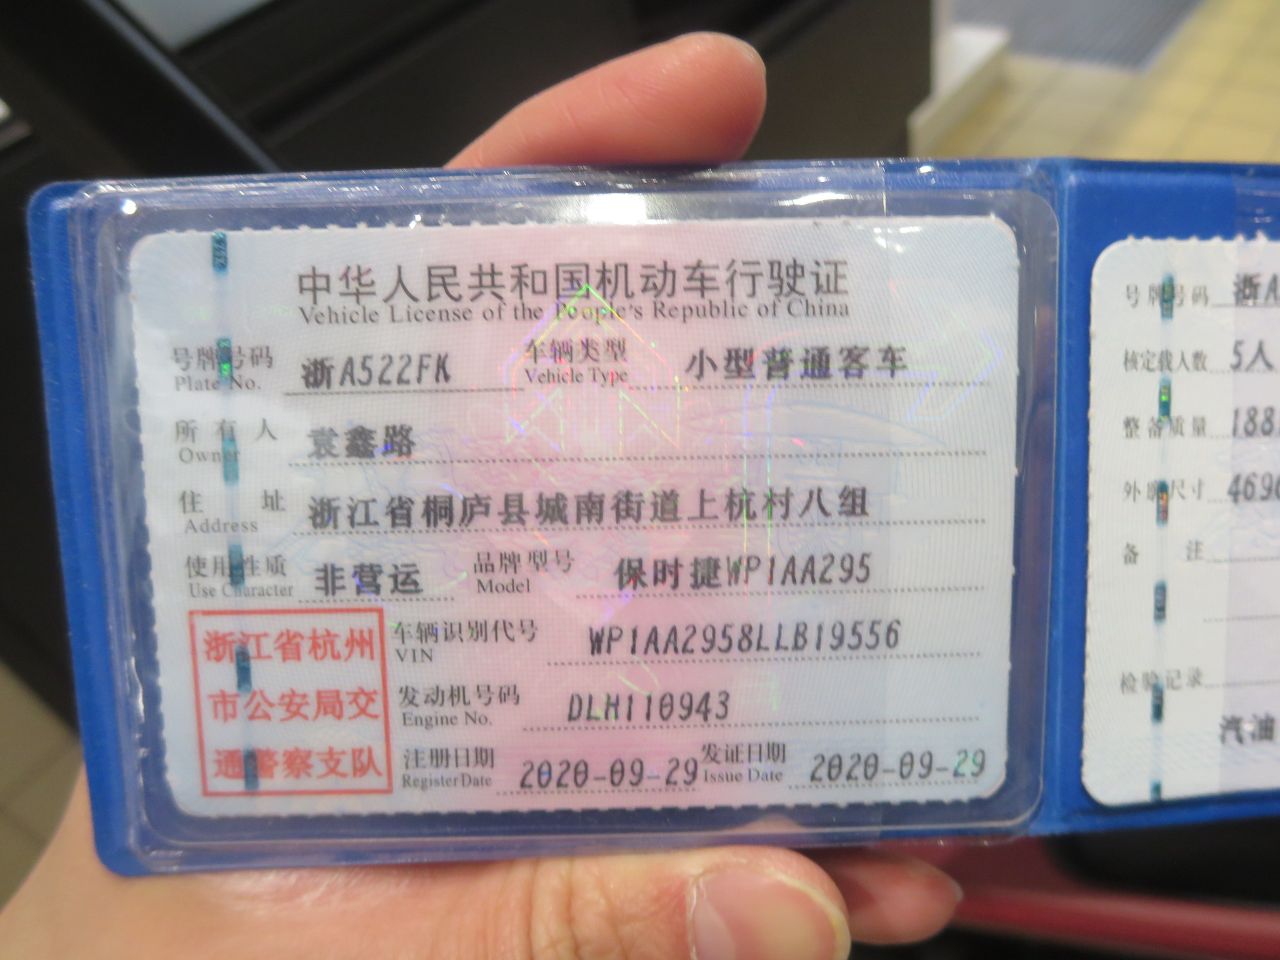 中华人民共和国机动车行驶证
Vehicle License of the People's Republic of China
号牌号码 浙A522FK 车辆类型 小型普通客车
Plate No. Vehicle Type
所有人 袁鑫路
Owner
住址 浙江省桐庐县城南街道上杭村八组
Address
使用性质 非营运 品牌型号 保时捷WP1AA295
Use Character Model
车辆识别代号 WP1AA2958LLB19556
VIN
发动机号码 DLH110943
Engine No.
注册日期 2020-09-29 发证日期 2020-09-29
Register Date Issue Date
浙江省杭州
市公安局交
通警察支队
号牌号码 浙A
核定载人数 5人
整备质量 188
外廓尺寸 469
备注
检验记录
汽油